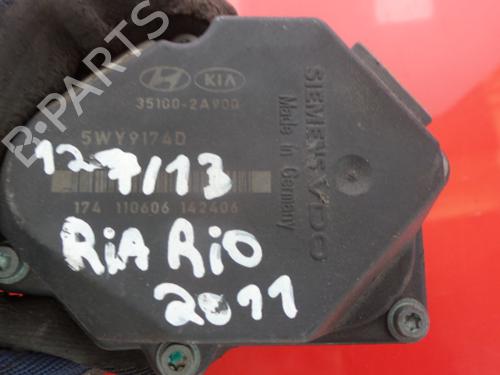 B-PARTS
KIA
35100-2A900
5WY9174D
127/13
174 110606 142406
RiA RiO
2011
SIEMENS VDO
Made in Germany